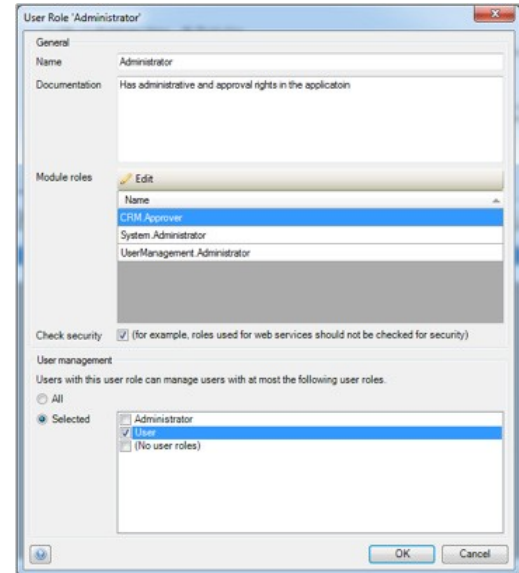 User Role 'Administrator'
General
Name Administrator
Documentation Has administrative and approval rights in the applicatoin
Module roles Edit
Name
CRM.Approver
System.Administrator
UserManagement.Administrator
Check security (for example, roles used for web services should not be checked for security)
User management
Users with this user role can manage users with at most the following user roles.
All
Selected Administrator
User
(No user roles)
OK Cancel